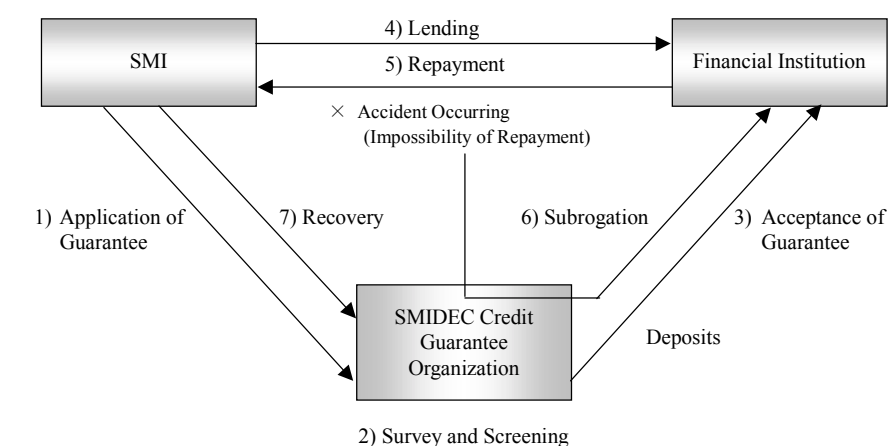 4) Lending
SMI
Financial Institution
5) Repayment
× Accident Occurring
(Impossibility of Repayment)
1) Application of
Guarantee
7) Recovery
6) Subrogation
3) Acceptance of
Guarantee
SMIDEC Credit
Guarantee
Organization
Deposits
2) Survey and Screening